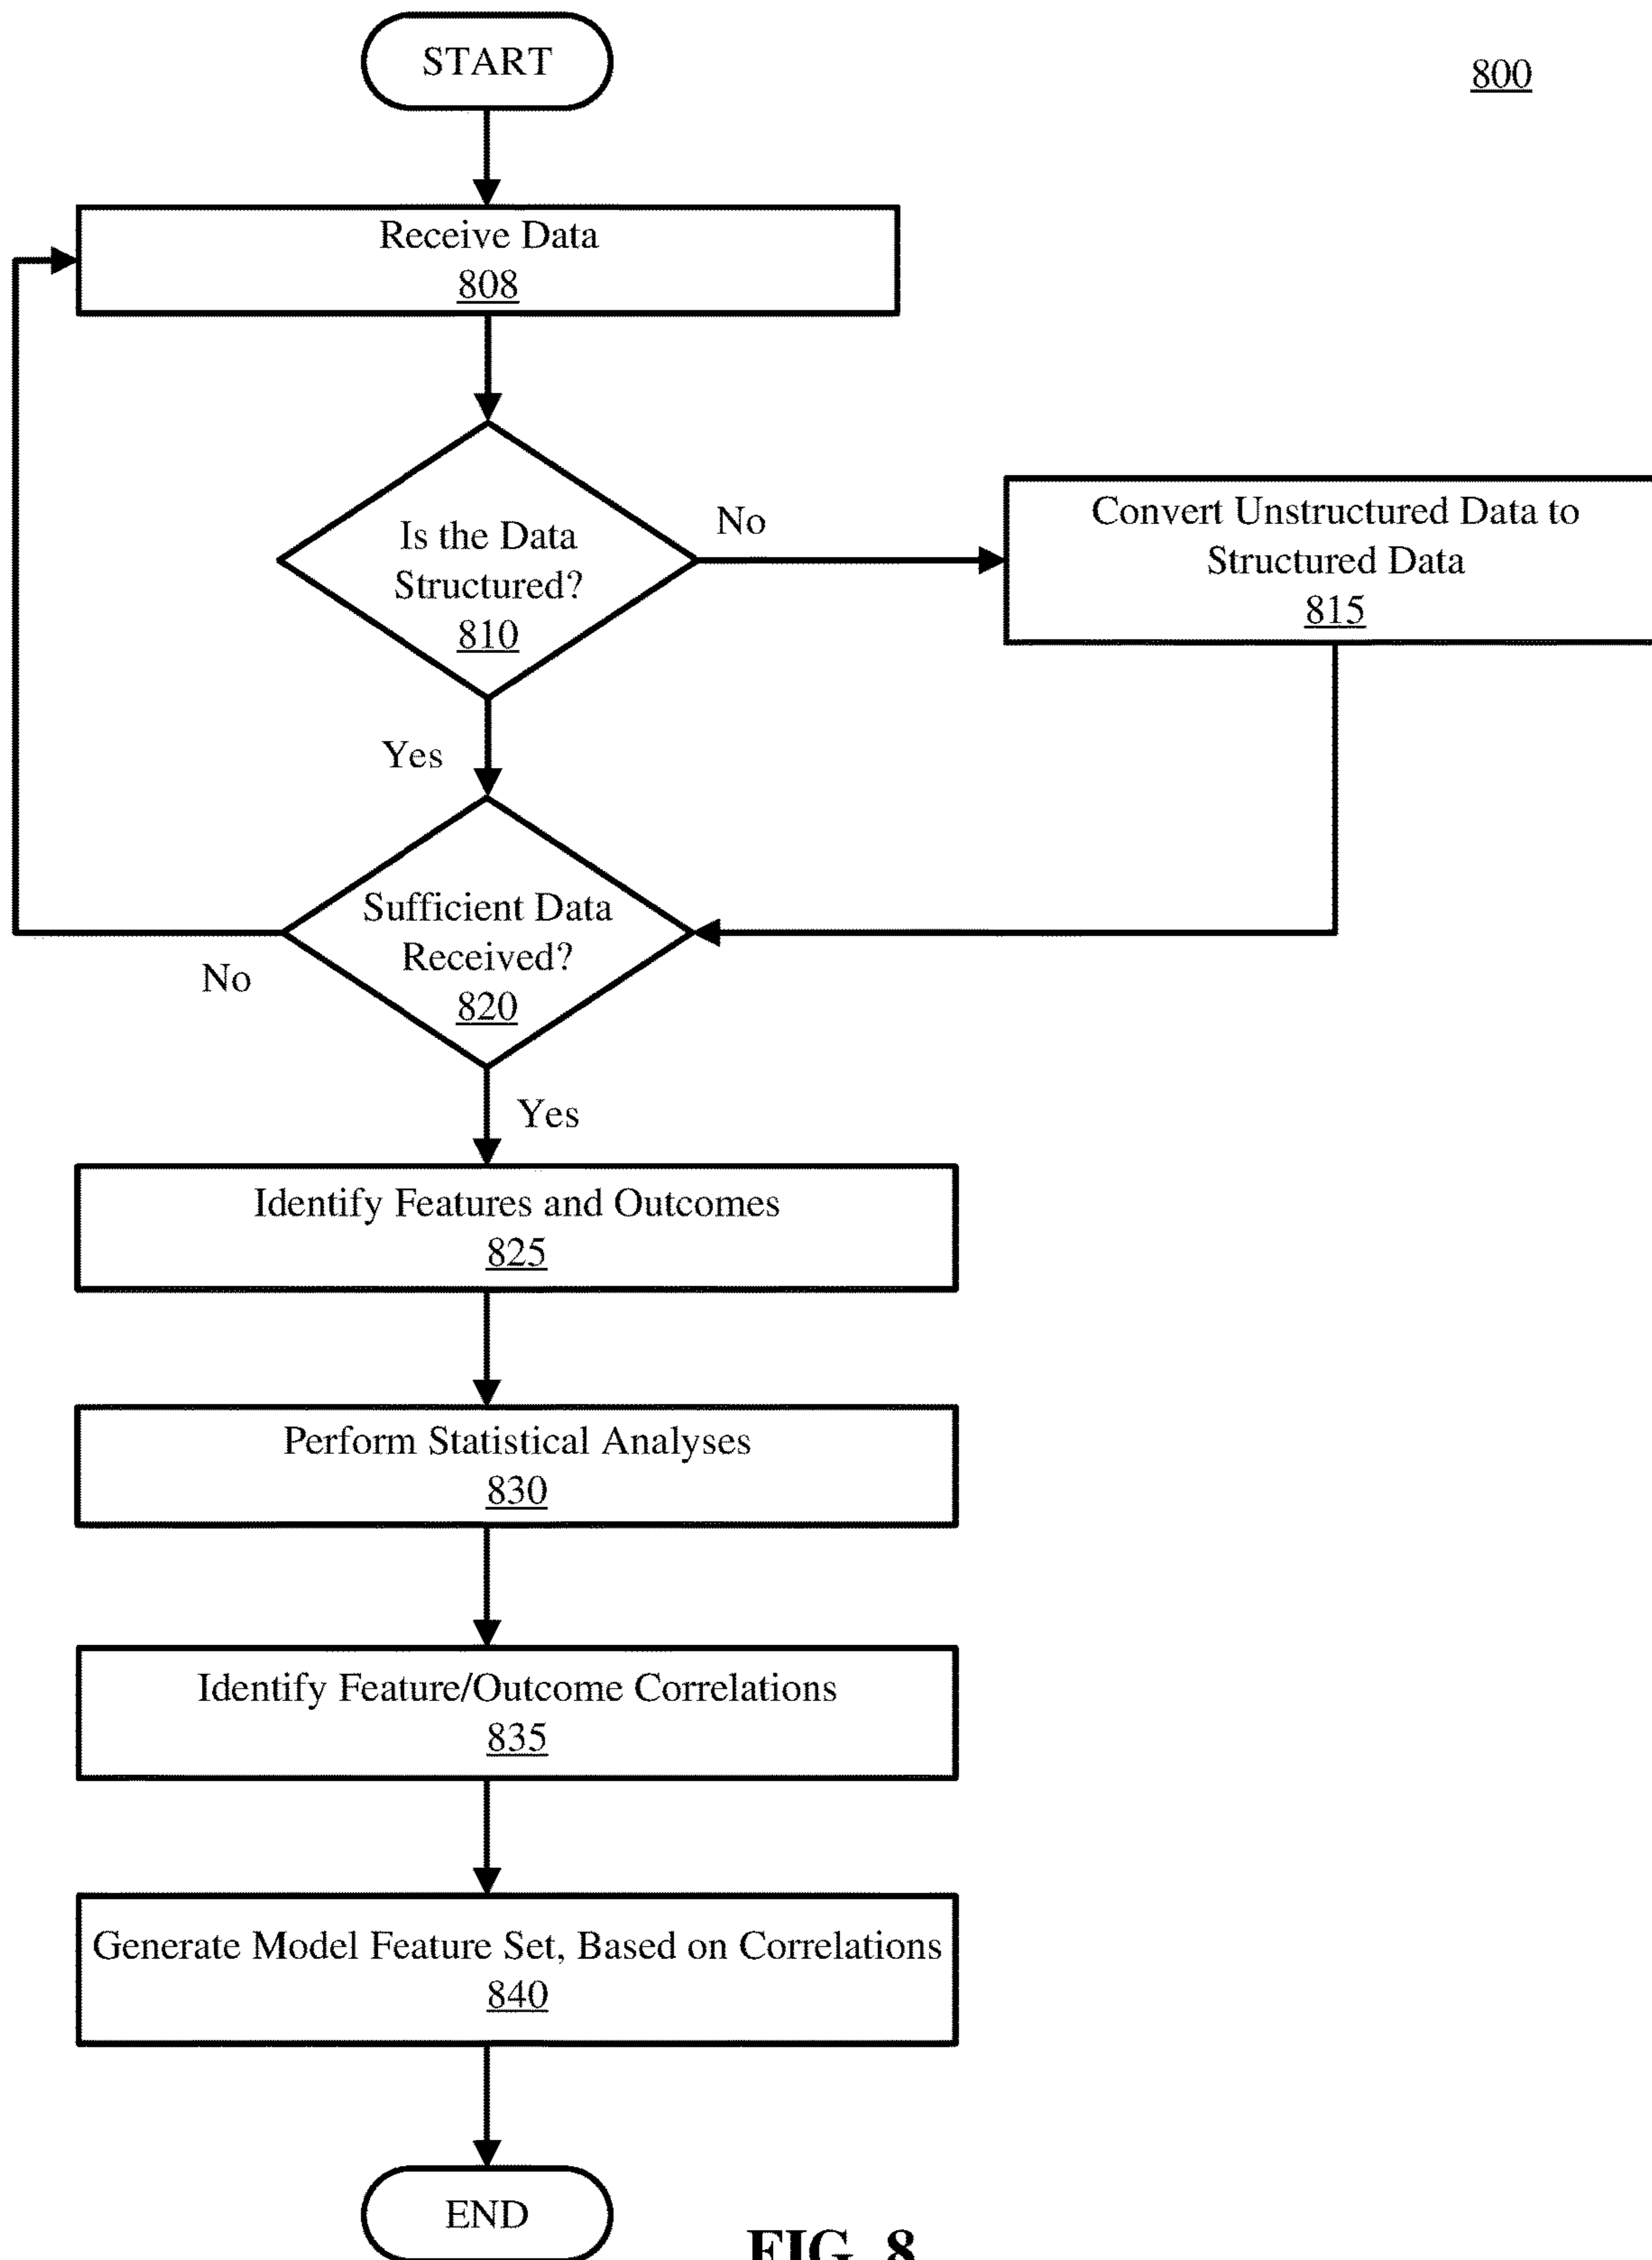 START
800
Receive Data
808
Is the Data
Structured?
810
No
Convert Unstructured Data to
Structured Data
815
Yes
Sufficient Data
Received?
820
No
Yes
Identify Features and Outcomes
825
Perform Statistical Analyses
830
Identify Feature/Outcome Correlations
835
Generate Model Feature Set, Based on Correlations
840
END
FIG. 8